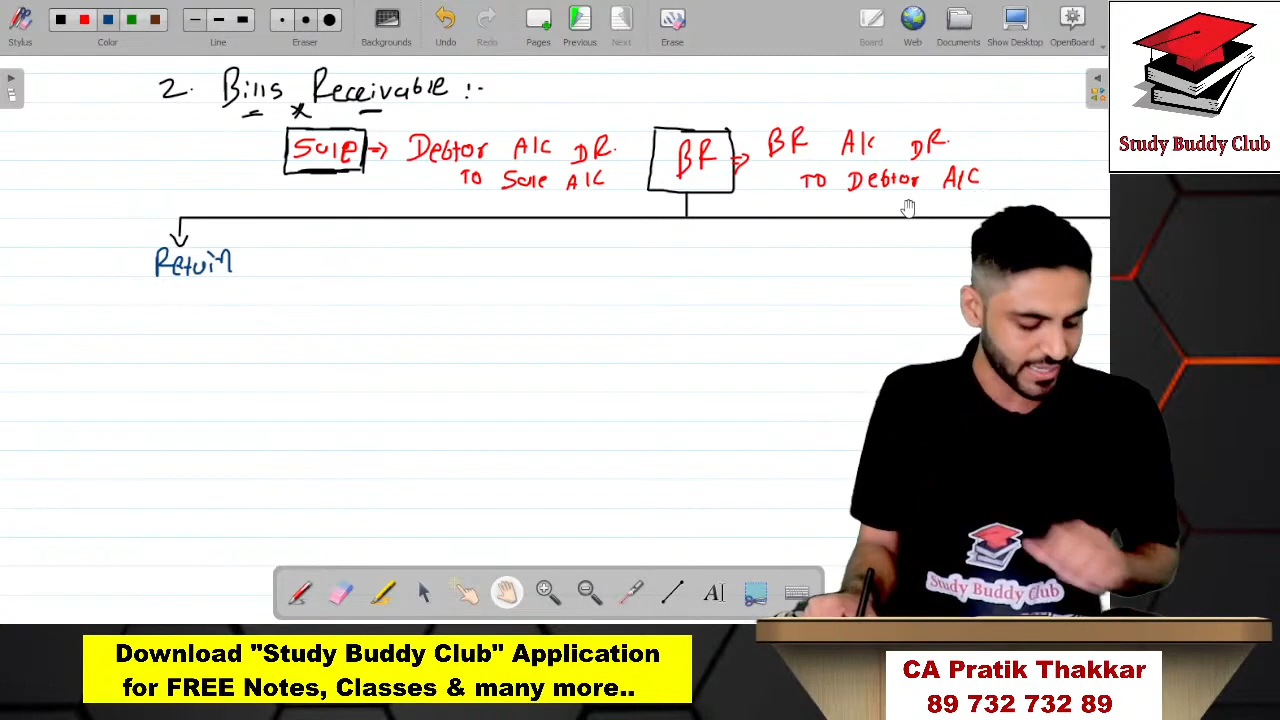 Stylus
Color
Line
Eraser
Backgrounds
Undo
Redo
Pages
Previous
Next
Erase
Board
Web
Documents
Show Desktop
OpenBoard
Study Buddy Club
2. Bills Receivable :-
Sale → Debtor A/C DR.
To Sale A/C
BR → BR A/C DR.
To Debtor A/C
Retain
Study Buddy Club
Download "Study Buddy Club" Application
for FREE Notes, Classes & many more..
CA Pratik Thakkar
89 732 732 89